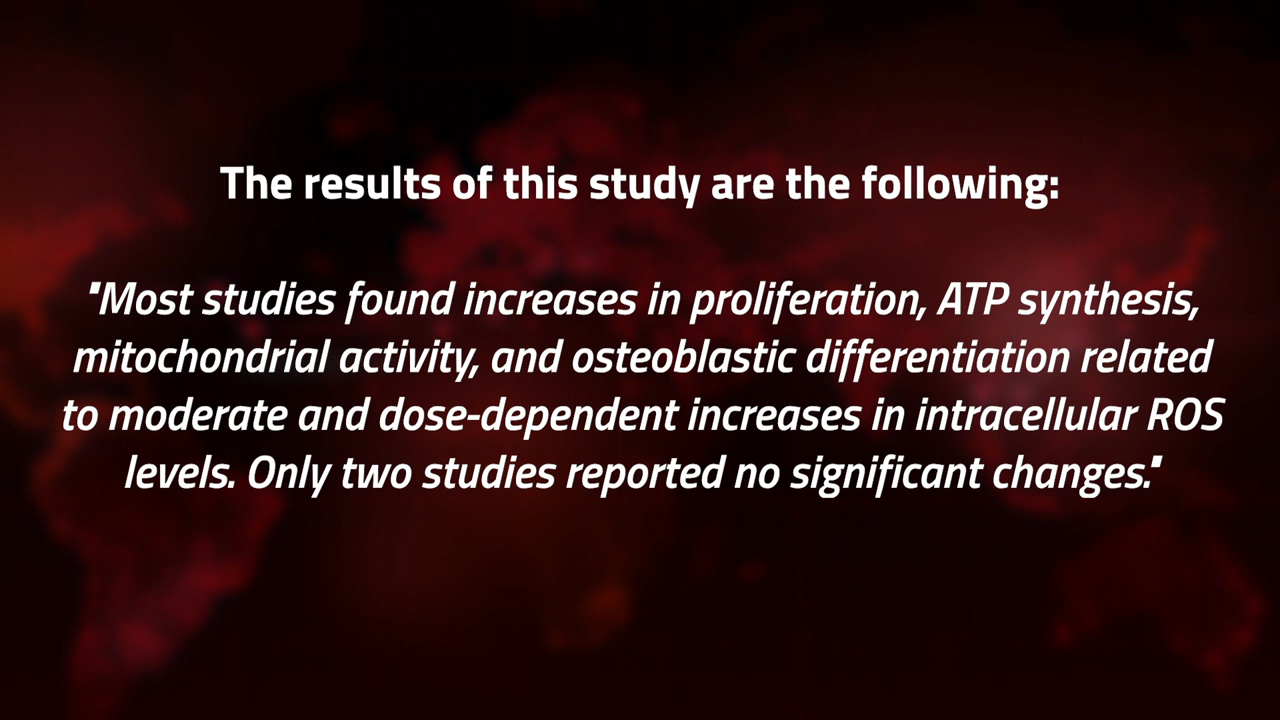 The results of this study are the following:
"Most studies found increases in proliferation, ATP synthesis,
mitochondrial activity, and osteoblastic differentiation related
to moderate and dose-dependent increases in intracellular ROS
levels. Only two studies reported no significant changes."